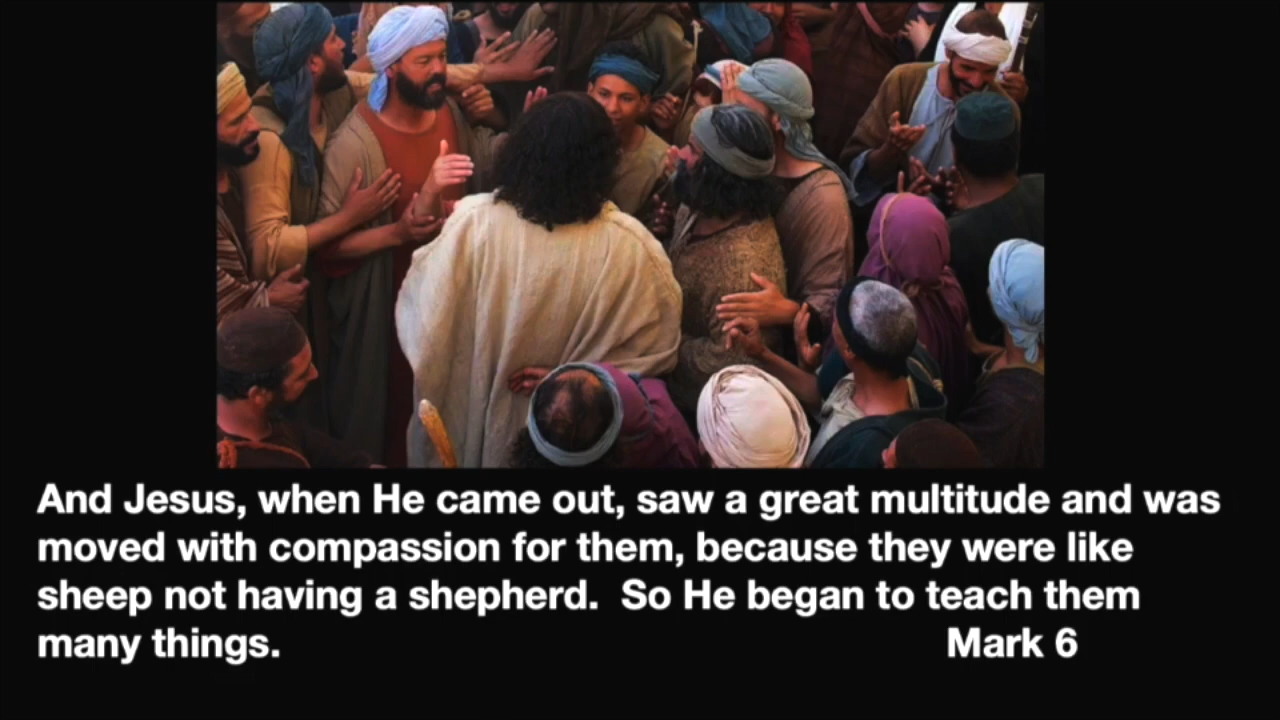 And Jesus, when He came out, saw a great multitude and was
moved with compassion for them, because they were like
sheep not having a shepherd.  So He began to teach them
many things. Mark 6